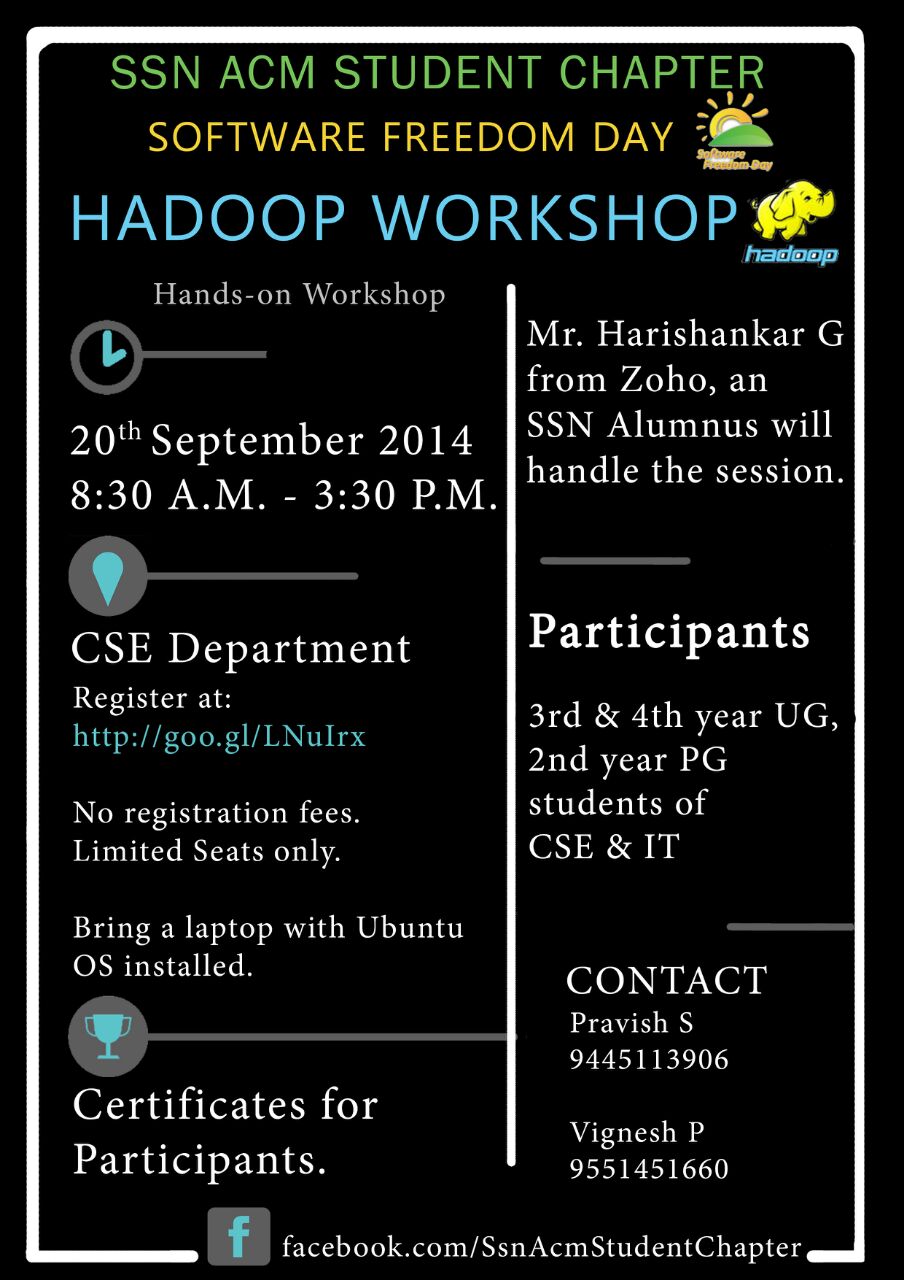 SSN ACM STUDENT CHAPTER
SOFTWARE FREEDOM DAY
Software
Freedom Day
HADOOP WORKSHOP
hadoop
Hands-on Workshop
20th September 2014
8:30 A.M. - 3:30 P.M.
CSE Department
Register at:
http://goo.gl/LNuIrx
No registration fees.
Limited Seats only.
Bring a laptop with Ubuntu
OS installed.
Certificates for
Participants.
Mr. Harishankar G
from Zoho, an
SSN Alumnus will
handle the session.
Participants
3rd & 4th year UG,
2nd year PG
students of
CSE & IT
CONTACT
Pravish S
9445113906
Vignesh P
9551451660
f facebook.com/SsnAcmStudentChapter